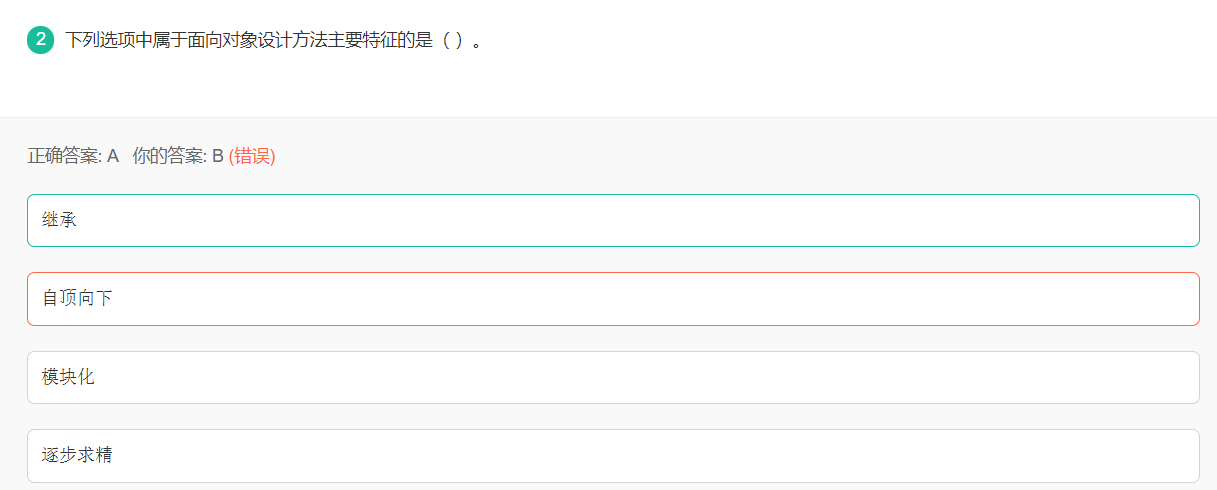 2 下列选项中属于面向对象设计方法主要特征的是（ ）。
正确答案: A 你的答案: B (错误)
继承
自顶向下
模块化
逐步求精